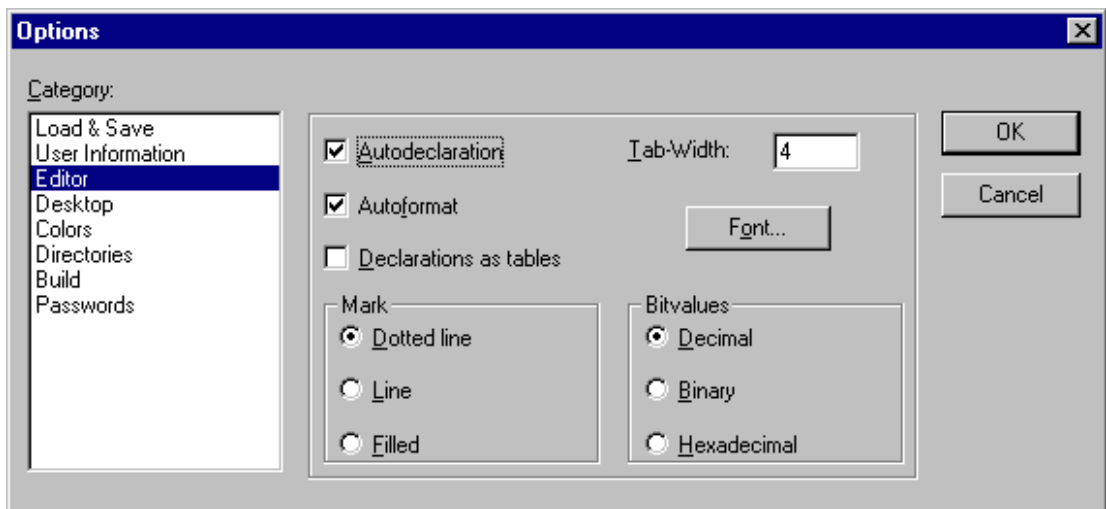 Options
Category:
Load & Save
User Information
Editor
Desktop
Colors
Directories
Build
Passwords
Autodeclaration
Tab-Width:
4
Autoformat
Font...
Declarations as tables
Mark
Dotted line
Line
Filled
Bitvalues
Decimal
Binary
Hexadecimal
OK
Cancel